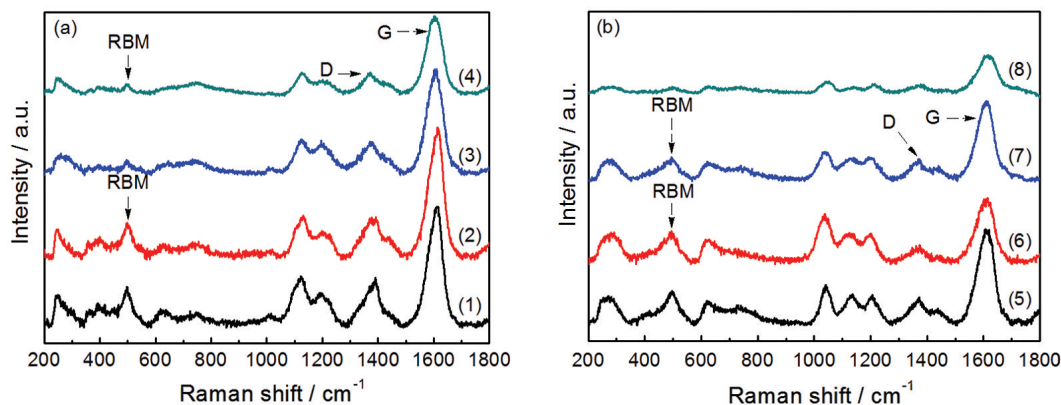 (a)
RBM
G
D
(4)
(3)
RBM
(2)
(1)
Intensity / a.u.
200 400 600 800 1000 1200 1400 1600 1800
Raman shift / cm⁻¹
(b)
(8)
RBM
G
D
(7)
RBM
(6)
(5)
Intensity / a.u.
200 400 600 800 1000 1200 1400 1600 1800
Raman shift / cm⁻¹